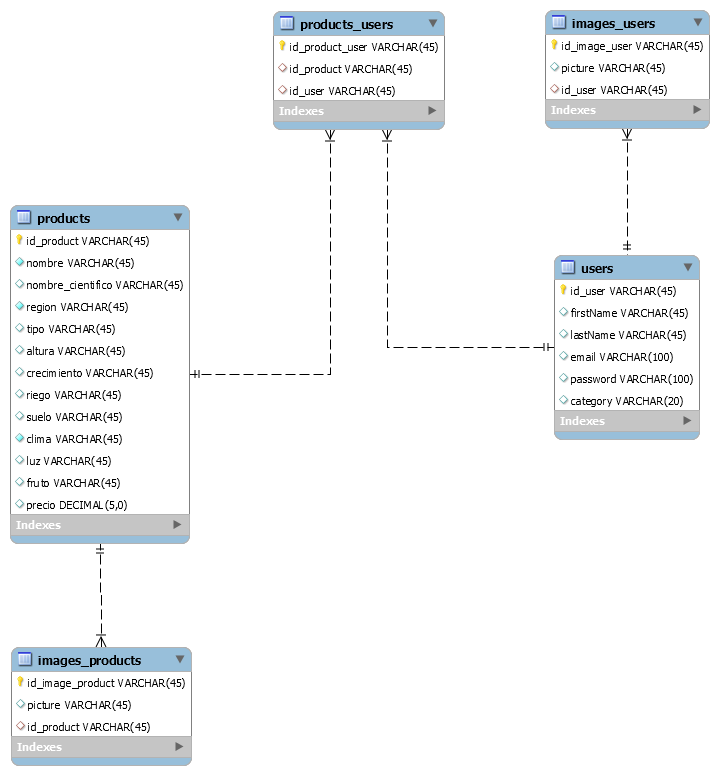 products_users
id_product_user VARCHAR(45)
id_product VARCHAR(45)
id_user VARCHAR(45)
Indexes
images_users
id_image_user VARCHAR(45)
picture VARCHAR(45)
id_user VARCHAR(45)
Indexes
products
id_product VARCHAR(45)
nombre VARCHAR(45)
nombre_cientifico VARCHAR(45)
region VARCHAR(45)
tipo VARCHAR(45)
altura VARCHAR(45)
crecimiento VARCHAR(45)
riego VARCHAR(45)
suelo VARCHAR(45)
clima VARCHAR(45)
luz VARCHAR(45)
fruto VARCHAR(45)
precio DECIMAL(5,0)
Indexes
users
id_user VARCHAR(45)
firstName VARCHAR(45)
lastName VARCHAR(45)
email VARCHAR(100)
password VARCHAR(100)
category VARCHAR(20)
Indexes
images_products
id_image_product VARCHAR(45)
picture VARCHAR(45)
id_product VARCHAR(45)
Indexes